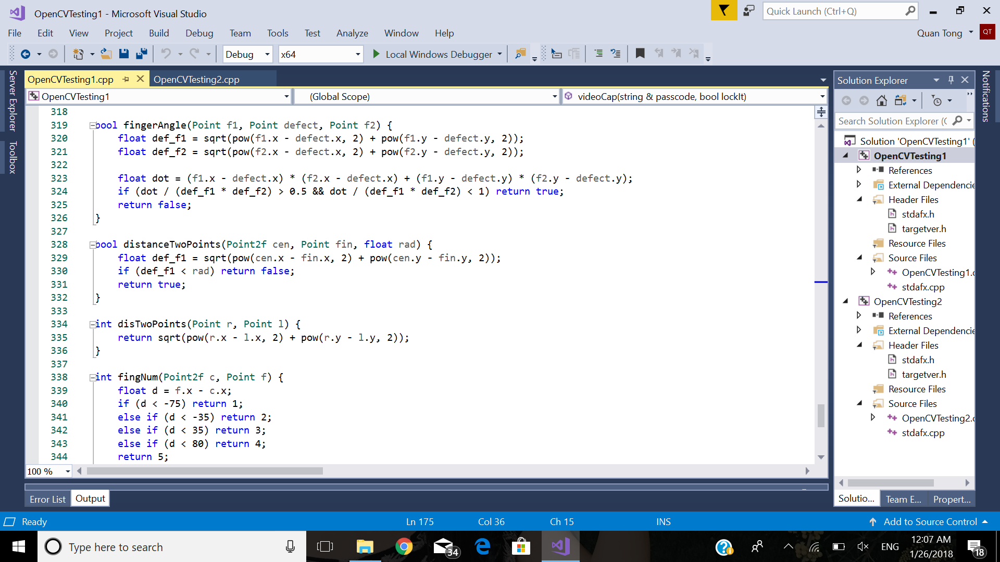 OpenCVTesting1 - Microsoft Visual Studio
Quick Launch (Ctrl+Q)
File Edit View Project Build Debug Team Tools Test Analyze Window Help
Quan Tong QT
Debug x64 Local Windows Debugger
Server Explorer
Toolbox
OpenCVTesting1.cpp OpenCVTesting2.cpp
OpenCVTesting1 (Global Scope) videoCap(string & passcode, bool lockIt)
318
319 bool fingerAngle(Point f1, Point defect, Point f2) {
320 float def_f1 = sqrt(pow(f1.x - defect.x, 2) + pow(f1.y - defect.y, 2));
321 float def_f2 = sqrt(pow(f2.x - defect.x, 2) + pow(f2.y - defect.y, 2));
322
323 float dot = (f1.x - defect.x) * (f2.x - defect.x) + (f1.y - defect.y) * (f2.y - defect.y);
324 if (dot / (def_f1 * def_f2) > 0.5 && dot / (def_f1 * def_f2) < 1) return true;
325 return false;
326 }
327
328 bool distanceTwoPoints(Point2f cen, Point fin, float rad) {
329 float def_f1 = sqrt(pow(cen.x - fin.x, 2) + pow(cen.y - fin.y, 2));
330 if (def_f1 < rad) return false;
331 return true;
332 }
333
334 int disTwoPoints(Point r, Point l) {
335 return sqrt(pow(r.x - l.x, 2) + pow(r.y - l.y, 2));
336 }
337
338 int fingNum(Point2f c, Point f) {
339 float d = f.x - c.x;
340 if (d < -75) return 1;
341 else if (d < -35) return 2;
342 else if (d < 35) return 3;
343 else if (d < 80) return 4;
344 return 5;
100 %
Error List Output
Solution Explorer
Search Solution Explorer (C
Solution 'OpenCVTesting1' (
OpenCVTesting1
References
External Dependencie
Header Files
stdafx.h
targetver.h
Resource Files
Source Files
OpenCVTesting1.c
stdafx.cpp
OpenCVTesting2
References
External Dependencie
Header Files
stdafx.h
targetver.h
Resource Files
Source Files
OpenCVTesting2.c
stdafx.cpp
Solutio... Team E... Propert...
Notifications
Ready Ln 175 Col 36 Ch 15 INS Add to Source Control
Type here to search 34 ENG 12:07 AM
1/26/2018 18